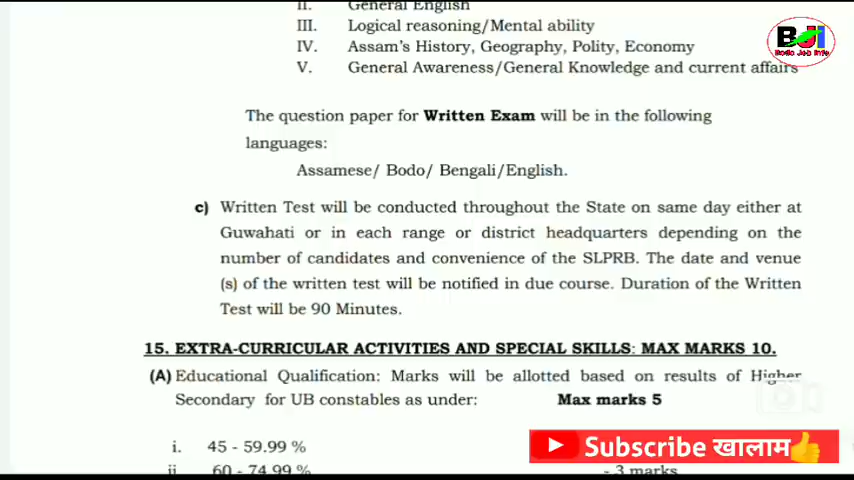 II. General English
III. Logical reasoning/Mental ability
IV. Assam's History, Geography, Polity, Economy
V. General Awareness/General Knowledge and current affairs
BJI
Bodo Job Info
The question paper for Written Exam will be in the following
languages:
Assamese/ Bodo/ Bengali/English.
c) Written Test will be conducted throughout the State on same day either at
Guwahati or in each range or district headquarters depending on the
number of candidates and convenience of the SLPRB. The date and venue
(s) of the written test will be notified in due course. Duration of the Written
Test will be 90 Minutes.
15. EXTRA-CURRICULAR ACTIVITIES AND SPECIAL SKILLS: MAX MARKS 10.
(A) Educational Qualification: Marks will be allotted based on results of Higher
Secondary for UB constables as under: Max marks 5
i. 45 - 59.99 %
ii 60 - 74.99 % - 3 marks
Subscribe खालाम